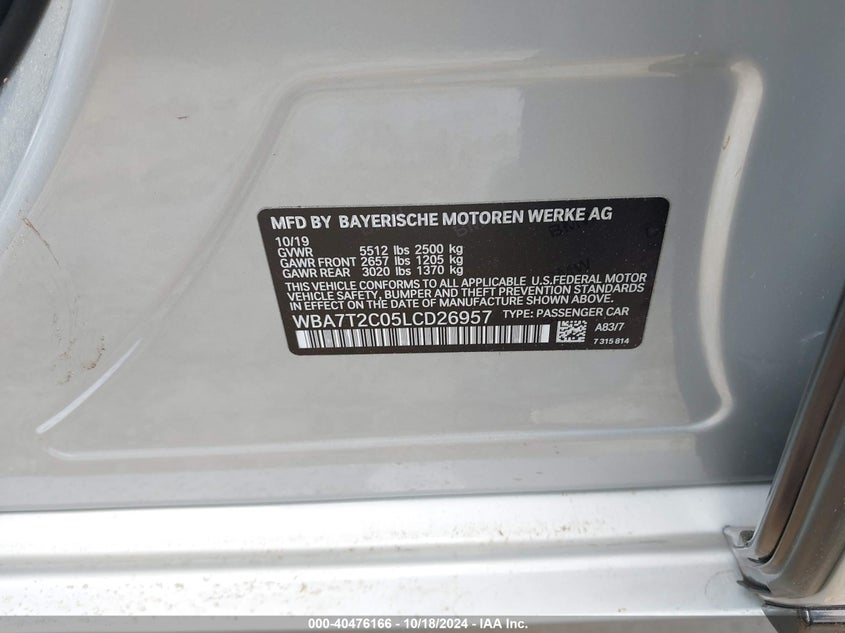 MFD BY BAYERISCHE MOTOREN WERKE AG
10/19
GVWR 5512 lbs 2500 kg
GAWR FRONT 2657 lbs 1205 kg
GAWR REAR 3020 lbs 1370 kg
THIS VEHICLE CONFORMS TO ALL APPLICABLE U.S.FEDERAL MOTOR
VEHICLE SAFETY, BUMPER, AND THEFT PREVENTION STANDARDS
IN EFFECT ON THE DATE OF MANUFACTURE SHOWN ABOVE.
WBA7T2C05LCD26957 TYPE: PASSENGER CAR
A83/7
7 315 814
000-40476166 - 10/18/2024 - IAA Inc.